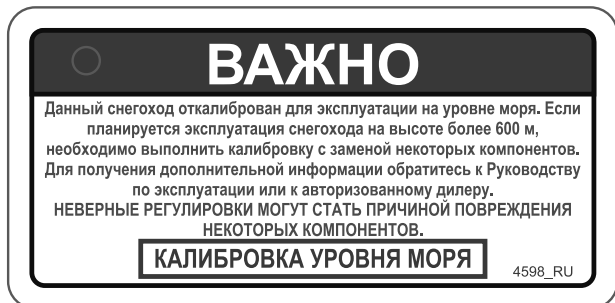 ВАЖНО
Данный снегоход откалиброван для эксплуатации на уровне моря. Если
планируется эксплуатация снегохода на высоте более 600 м,
необходимо выполнить калибровку с заменой некоторых компонентов.
Для получения дополнительной информации обратитесь к Руководству
по эксплуатации или к авторизованному дилеру.
НЕВЕРНЫЕ РЕГУЛИРОВКИ МОГУТ СТАТЬ ПРИЧИНОЙ ПОВРЕЖДЕНИЯ
НЕКОТОРЫХ КОМПОНЕНТОВ.
КАЛИБРОВКА УРОВНЯ МОРЯ
4598_RU